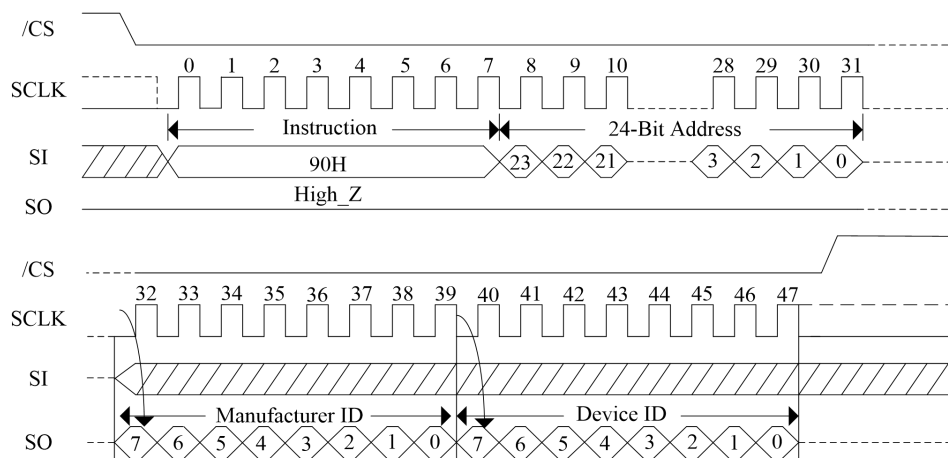 /CS
0 1 2 3 4 5 6 7 8 9 10 28 29 30 31
SCLK
Instruction 24-Bit Address
SI 90H 23 22 21 3 2 1 0
High_Z
SO
/CS
32 33 34 35 36 37 38 39 40 41 42 43 44 45 46 47
SCLK
SI
Manufacturer ID Device ID
SO 7 6 5 4 3 2 1 0 7 6 5 4 3 2 1 0